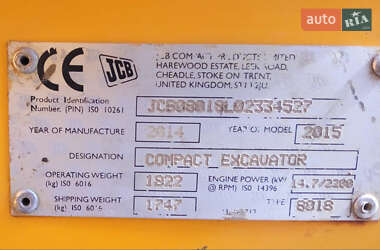 auto RIA
CE JCB
JCB COMPACT PRODUCTS LIMITED
HAREWOOD ESTATE, LEEK ROAD,
CHEADLE, STOKE ON TRENT,
UNITED KINGDOM, ST10 2JU
Product Identification
Number. (PIN) ISO 10261
YEAR OF MANUFACTURE 2014 YEAR OF MODEL 2015
DESIGNATION COMPACT EXCAVATOR
OPERATING WEIGHT
(kg) ISO 6016 1822
ENGINE POWER (kW
@ RPM) ISO 14396 14.7/2200
SHIPPING WEIGHT
(kg) ISO 6016 1747
TYPE 8018